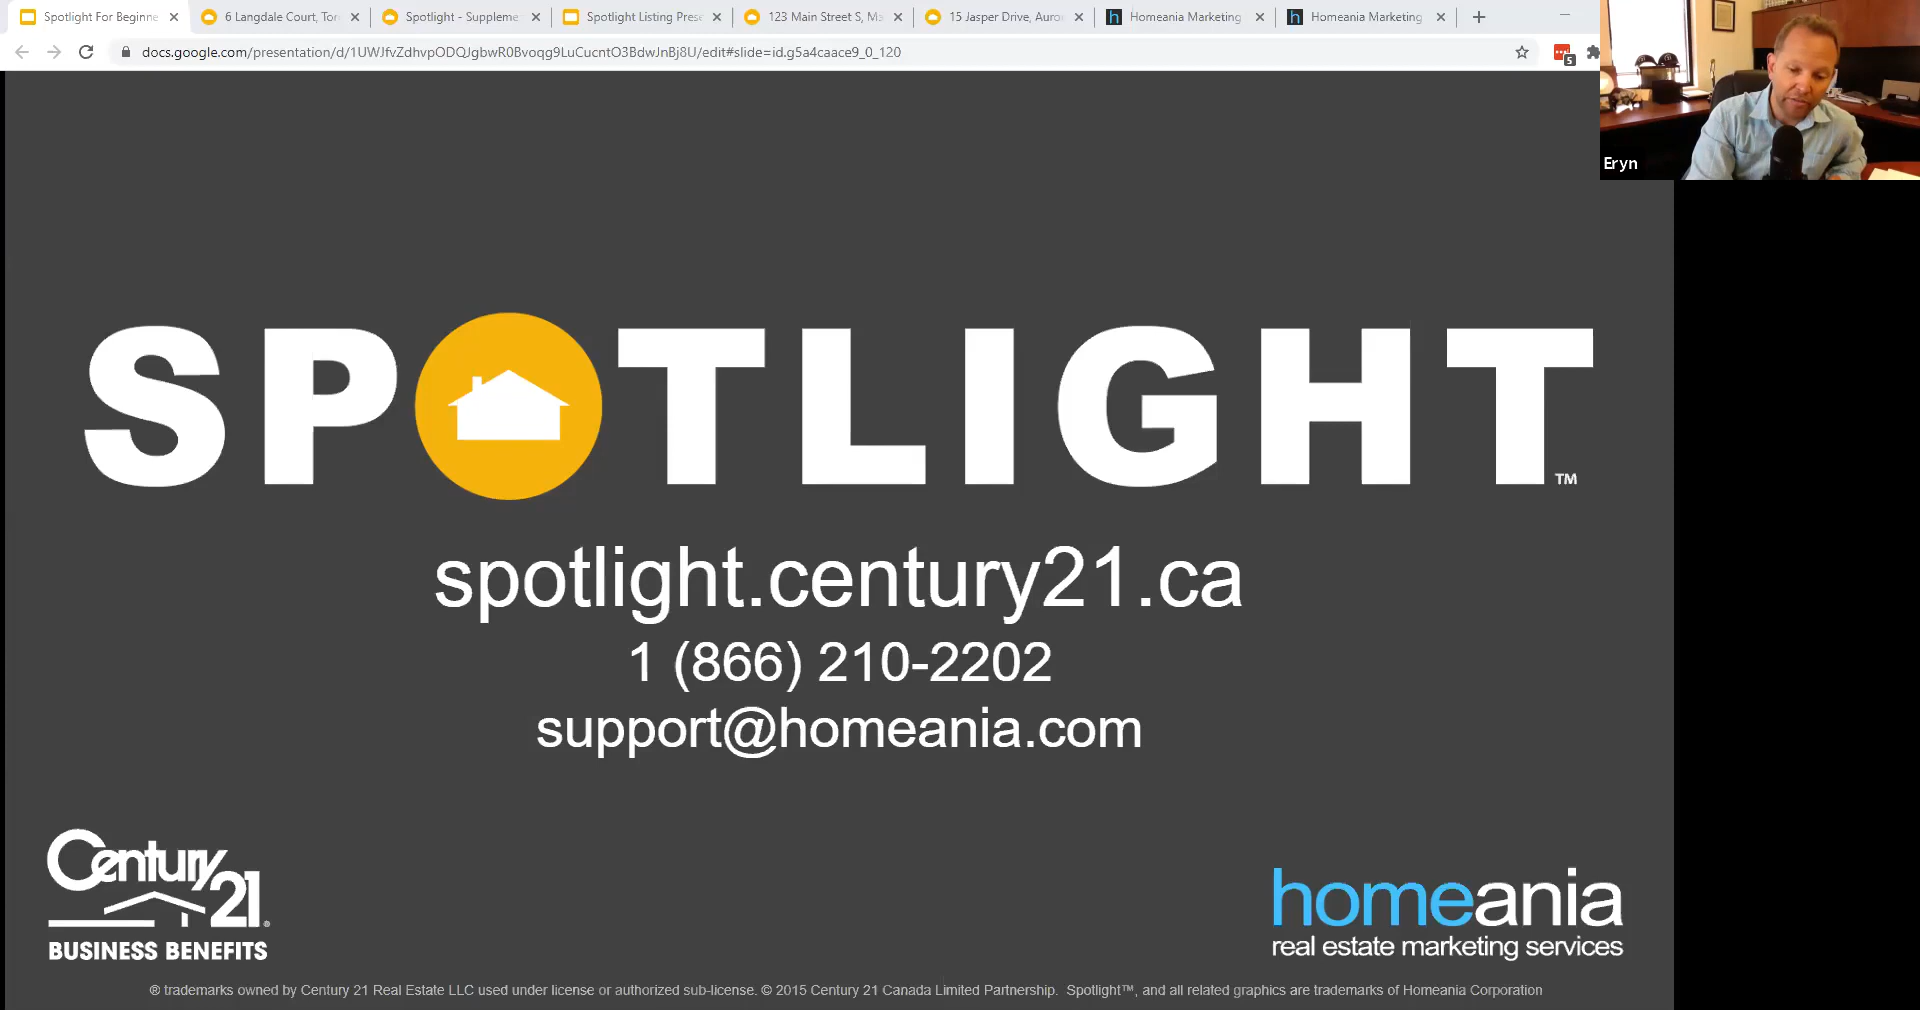 Spotlight For Beginne
6 Langdale Court, Tor
Spotlight - Suppleme
Spotlight Listing Prese
123 Main Street S, Ma
15 Jasper Drive, Auro
Homeania Marketing
Homeania Marketing
docs.google.com/presentation/d/1UWJfvZdhvpODQJgbwR0Bvoqg9LuCucntO3BdwJnBj8U/edit#slide=id.g5a4caace9_0_120
5
Eryn
SPOTLIGHT™
spotlight.century21.ca
1 (866) 210-2202
support@homeania.com
Century 21®
BUSINESS BENEFITS
homeania
real estate marketing services
® trademarks owned by Century 21 Real Estate LLC used under license or authorized sub-license. © 2015 Century 21 Canada Limited Partnership. Spotlight™, and all related graphics are trademarks of Homeania Corporation